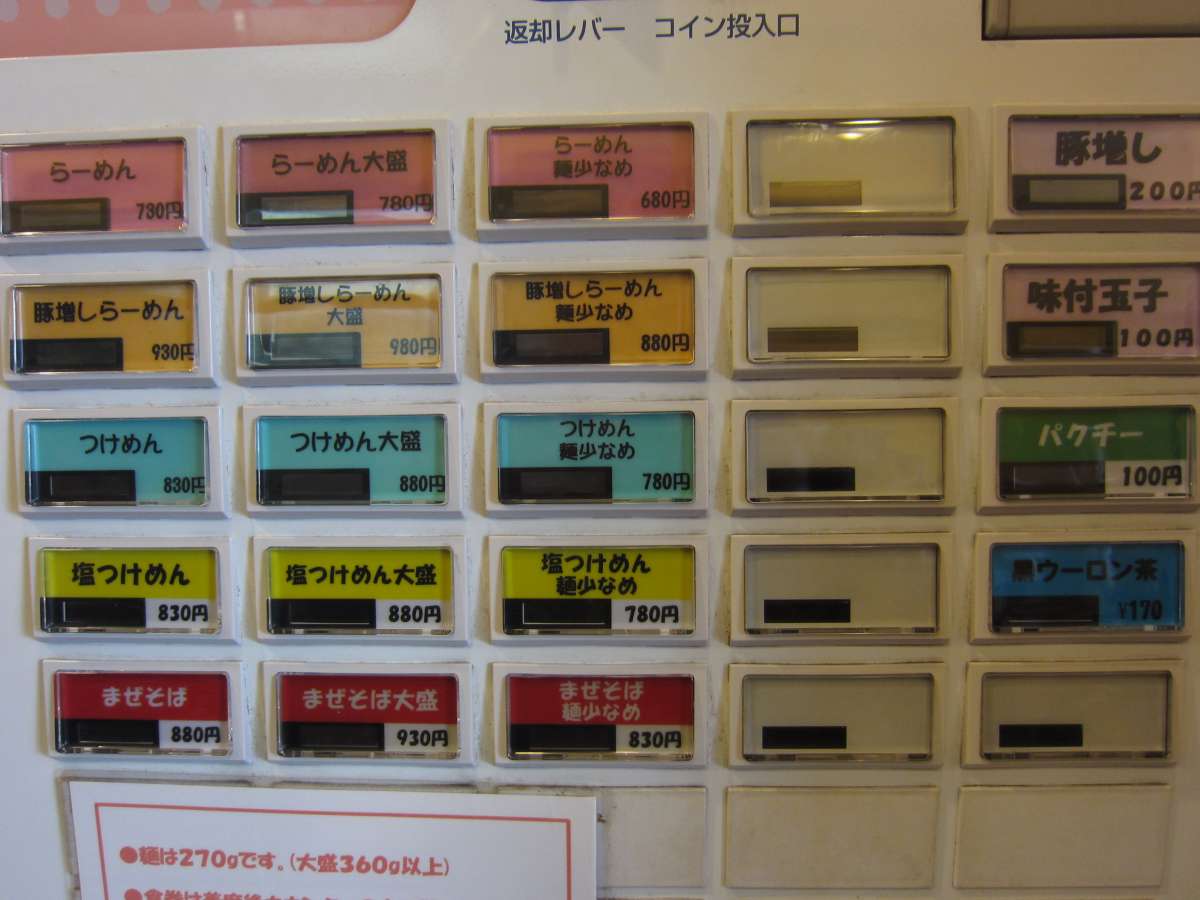 返却レバー コイン投入口
らーめん
730円
らーめん大盛
780円
らーめん
麺少なめ
680円
豚増し
200円
豚増しらーめん
930円
豚増しらーめん
大盛
980円
豚増しらーめん
麺少なめ
880円
味付玉子
100円
つけめん
830円
つけめん大盛
880円
つけめん
麺少なめ
780円
パクチー
100円
塩つけめん
830円
塩つけめん大盛
880円
塩つけめん
麺少なめ
780円
黒ウーロン茶
¥170
まぜそば
880円
まぜそば大盛
930円
まぜそば
麺少なめ
830円
●麺は270gです。(大盛360g以上)